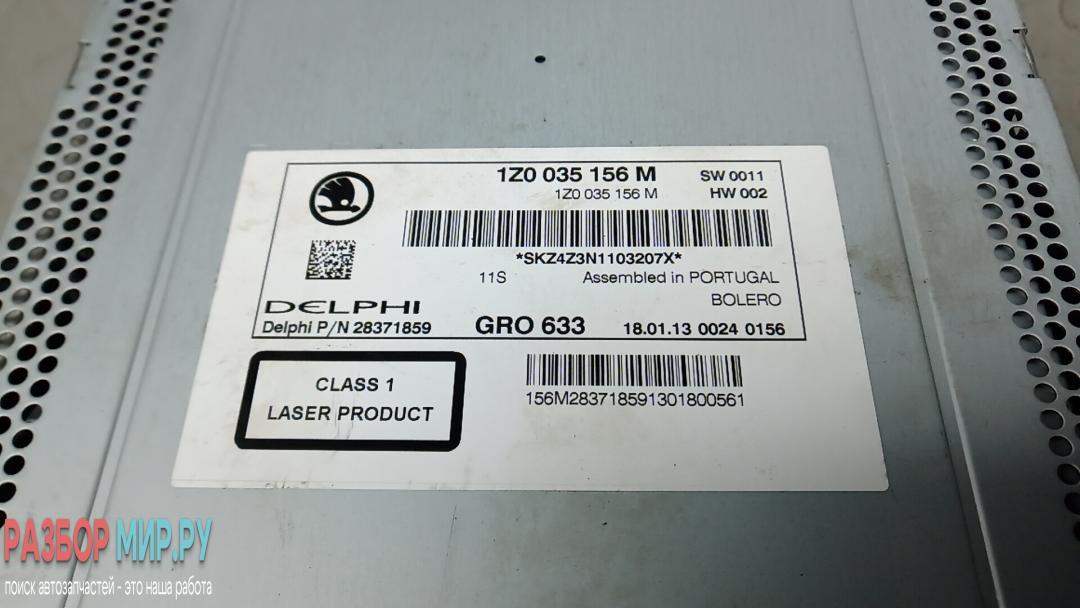 1Z0 035 156 M SW 0011
1Z0 035 156 M HW 002
*SKZ4Z3N1103207X*
11S Assembled in PORTUGAL
BOLERO
DELPHI
Delphi P/N 28371859 GRO 633 18.01.13 0024 0156
CLASS 1
LASER PRODUCT
156M283718591301800561
РАЗБОР МИР.РУ
поиск автозапчастей - это наша работа